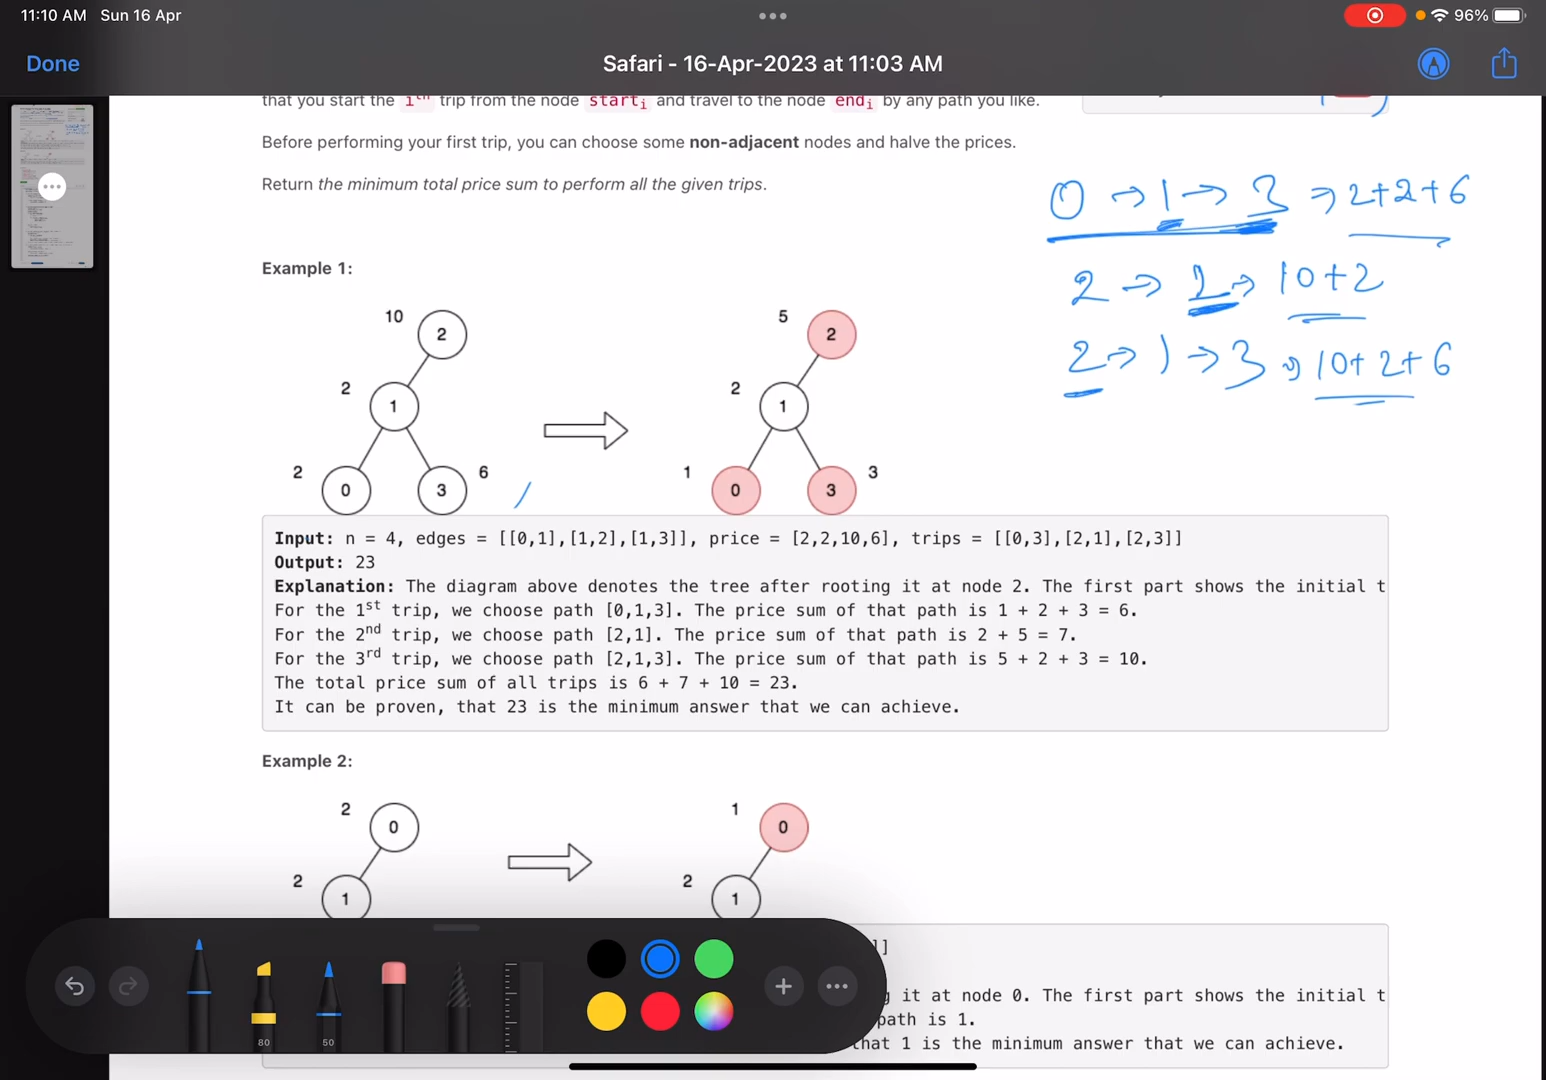 11:10 AM Sun 16 Apr
96%
Done
Safari - 16-Apr-2023 at 11:03 AM
that you start the iᵗʰ trip from the node startᵢ and travel to the node endᵢ by any path you like.
Before performing your first trip, you can choose some non-adjacent nodes and halve the prices.
Return the minimum total price sum to perform all the given trips.
0 → 1 → 3 ⇒ 2+2+6
2 → 1 → 10+2
2 → 1 → 3 ⇒ 10+2+6
Example 1:
10 2
2 1
2 0 3 6
5 2
2 1
1 0 3 3
Input: n = 4, edges = [[0,1],[1,2],[1,3]], price = [2,2,10,6], trips = [[0,3],[2,1],[2,3]]
Output: 23
Explanation: The diagram above denotes the tree after rooting it at node 2. The first part shows the initial t
For the 1ˢᵗ trip, we choose path [0,1,3]. The price sum of that path is 1 + 2 + 3 = 6.
For the 2ⁿᵈ trip, we choose path [2,1]. The price sum of that path is 2 + 5 = 7.
For the 3ʳᵈ trip, we choose path [2,1,3]. The price sum of that path is 5 + 2 + 3 = 10.
The total price sum of all trips is 6 + 7 + 10 = 23.
It can be proven, that 23 is the minimum answer that we can achieve.
Example 2:
2 0
2 1
1 0
2 1
]]
g it at node 0. The first part shows the initial t
path is 1.
that 1 is the minimum answer that we can achieve.
80
50